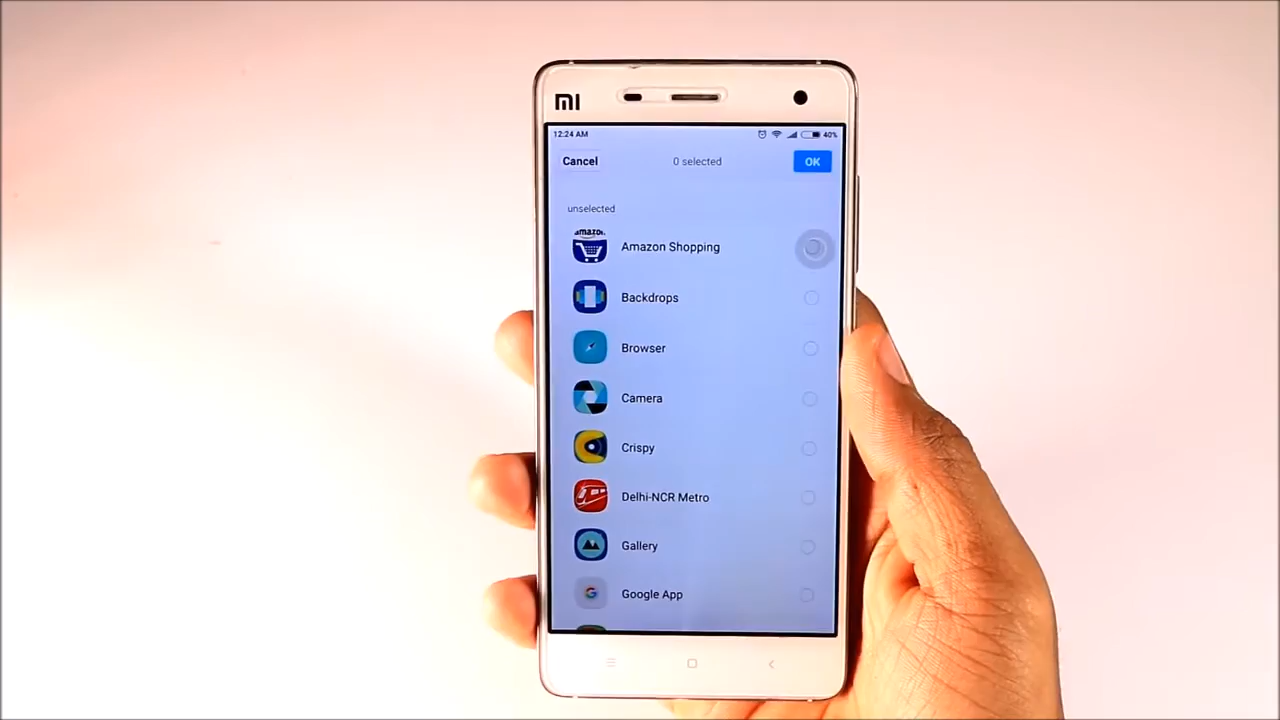 MI
12:24 AM 40%
Cancel 0 selected OK
unselected
amazon
Amazon Shopping
Backdrops
Browser
Camera
Crispy
Delhi-NCR Metro
Gallery
G
Google App